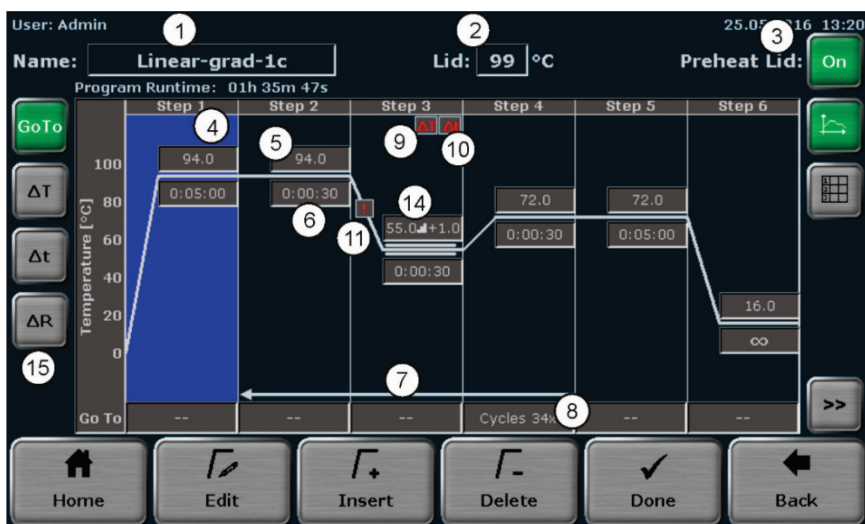 User: Admin
1
2
25.05.2016 13:20
3
Name: Linear-grad-1c Lid: 99 °C Preheat Lid: On
Program Runtime: 01h 35m 47s
Step 1 Step 2 Step 3 Step 4 Step 5 Step 6
GoTo
4
5
9
ΔT Δt
10
100
94.0 94.0
ΔT
80
0:05:00 0:00:30
6
!
11
14
55.0 +1.0
72.0 72.0
Temperature [°C]
60
0:00:30 0:05:00
Δt
40
0:00:30
ΔR
20
16.0
0
∞
15
7
8
>>
Go To -- -- -- Cycles 34x -- --
Home Edit Insert Delete Done Back